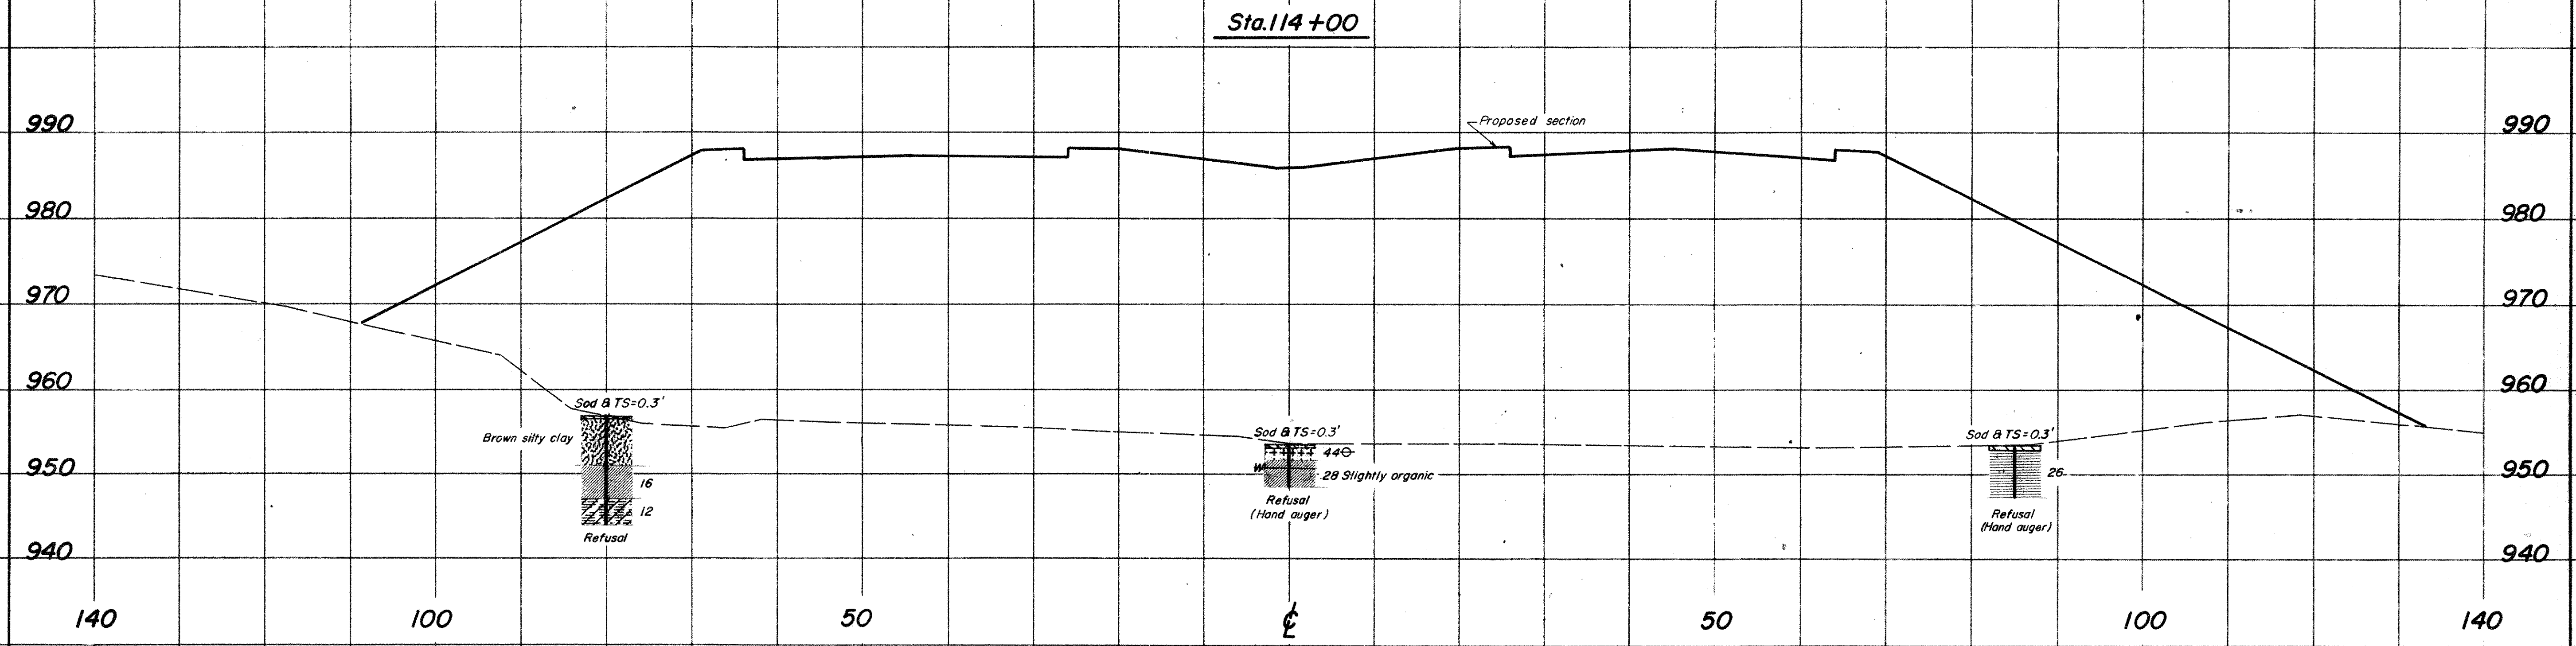 Sta.114+00
990
Proposed section
990
980
980
970
970
960
960
Sod & TS=0.3'
Brown silty clay
Sod & TS=0.3'
44
Sod & TS=0.3'
950
W
28 Slightly organic
26
950
16
Refusal
(Hand auger)
12
Refusal
Refusal
(Hand auger)
940
940
140
100
50
℄
50
100
140